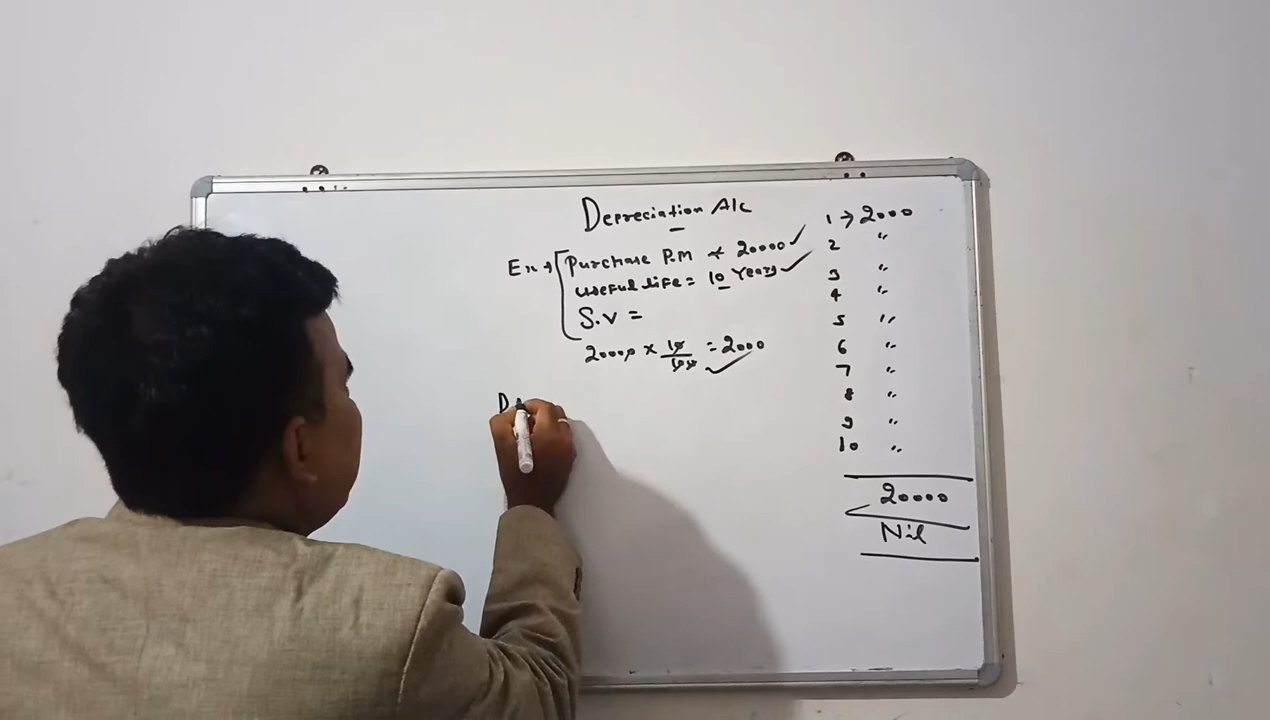 Depreciation A/c
Ex → Purchase P.M → 20000 ✓
Useful life = 10 Years ✓
S.V =
20000 × 10/100 = 2000 ✓
D
1 → 2000
2 〃
3 〃
4 〃
5 〃
6 〃
7 〃
8 〃
9 〃
10 〃
20000
Nil